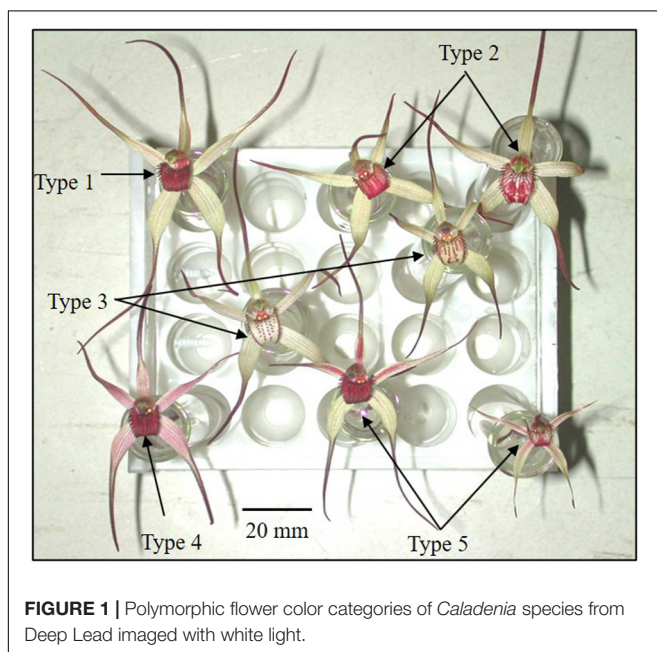 Type 2
Type 1
Type 3
Type 4
20 mm
Type 5
FIGURE 1 | Polymorphic flower color categories of Caladenia species from
Deep Lead imaged with white light.